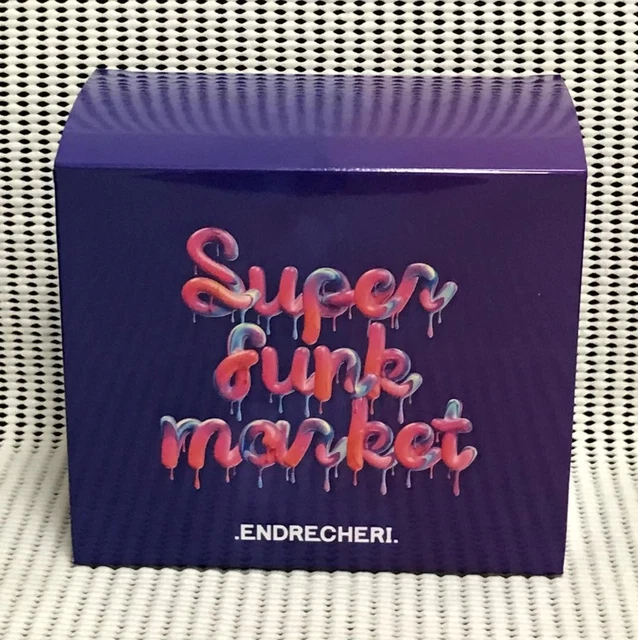 Super
funk
market
.ENDRECHERI.